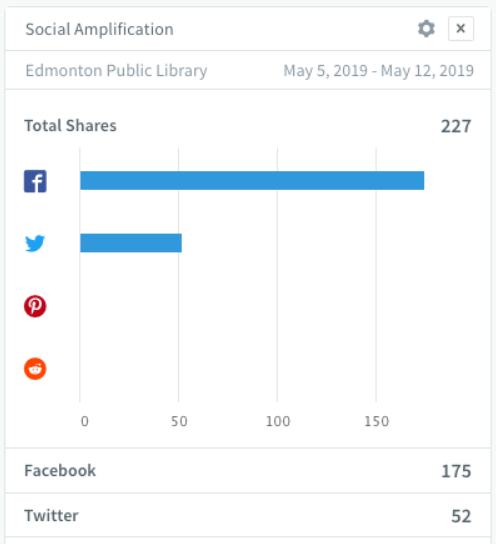 Social Amplification
Edmonton Public Library May 5, 2019 - May 12, 2019
Total Shares 227
0 50 100 150
Facebook 175
Twitter 52